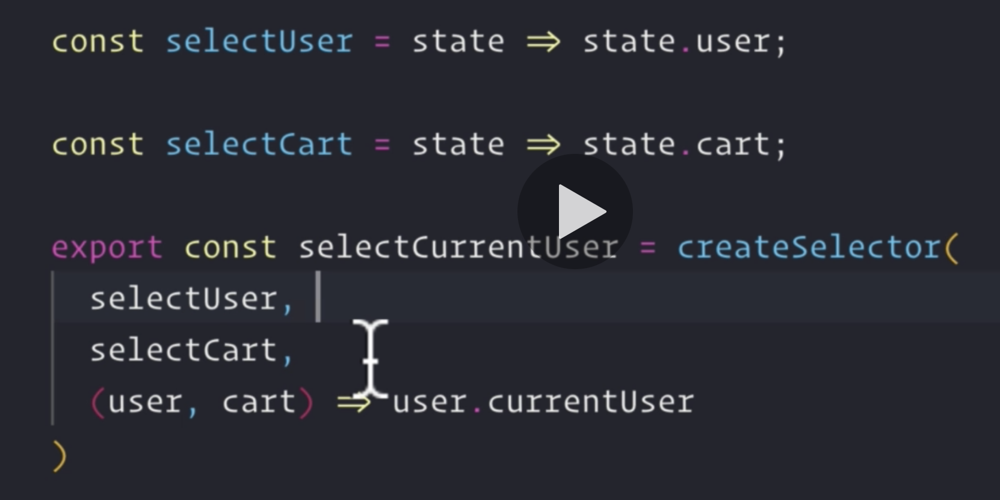 const selectUser = state => state.user;
const selectCart = state => state.cart;
export const selectCurrentUser = createSelector(
selectUser,
selectCart,
(user, cart) => user.currentUser
)